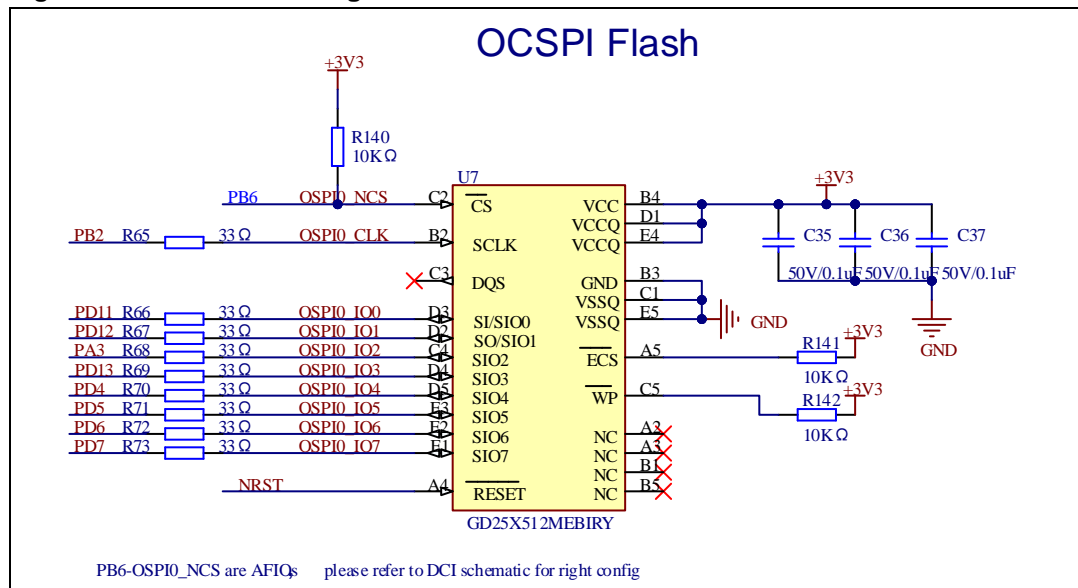 OCSPI Flash
+3V3
R140
10KΩ
U7
PB6 OSPI0_NCS C2 CS VCC B4 +3V3
VCCQ D1
PB2 R65 33Ω OSPI0_CLK B2 SCLK VCCQ E4
C35 C36 C37
50V/0.1uF 50V/0.1uF 50V/0.1uF
C3 DQS GND B3
VSSQ C1
PD11 R66 33Ω OSPI0_IO0 D3 SI/SIO0 VSSQ E5 GND
PD12 R67 33Ω OSPI0_IO1 D2 SO/SIO1
GND
PA3 R68 33Ω OSPI0_IO2 C4 SIO2 ECS A5 R141 +3V3
10KΩ
PD13 R69 33Ω OSPI0_IO3 D4 SIO3
PD4 R70 33Ω OSPI0_IO4 D5 SIO4 WP C5 R142 +3V3
10KΩ
PD5 R71 33Ω OSPI0_IO5 E3 SIO5
PD6 R72 33Ω OSPI0_IO6 E2 SIO6 NC A2
PD7 R73 33Ω OSPI0_IO7 E1 SIO7 NC A3
NC B1
NRST A4 RESET NC B5
GD25X512MEBIRY
PB6-OSPI0_NCS are AFIOs please refer to DCI schematic for right config